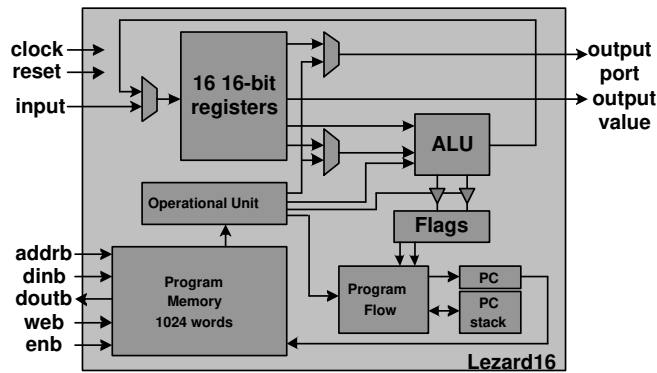 clock
reset
input
16 16-bit
registers
output
port
output
value
ALU
Operational Unit
Flags
addrb
dinb
doutb
web
enb
Program
Memory
1024 words
Program
Flow
PC
PC
stack
Lezard16